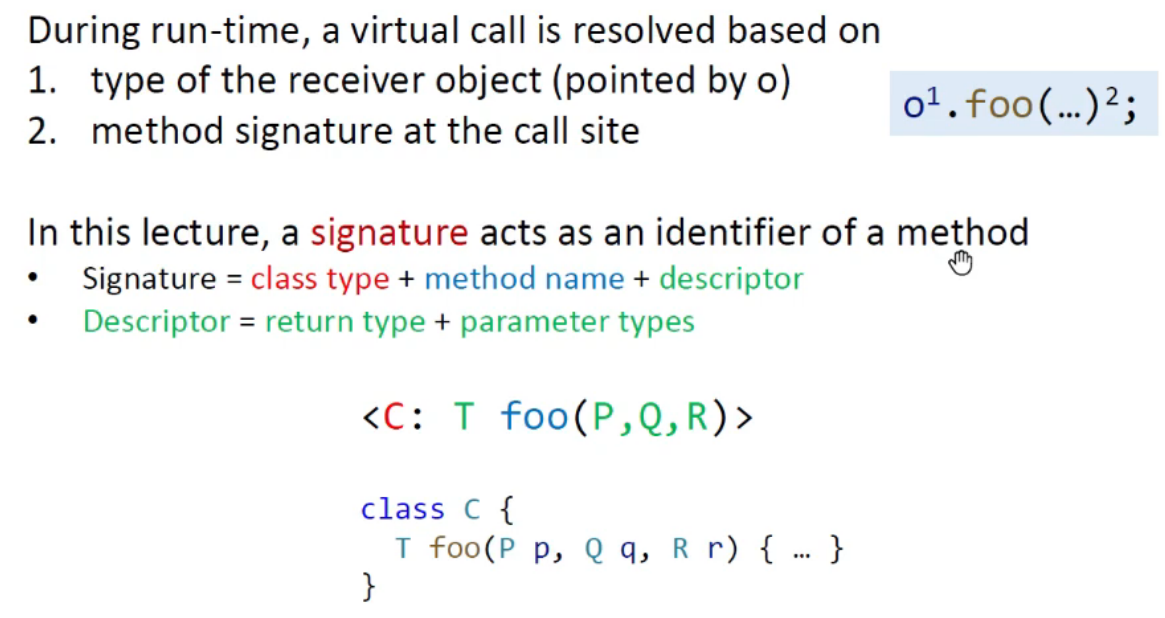 During run-time, a virtual call is resolved based on
1. type of the receiver object (pointed by o)
2. method signature at the call site
o¹.foo(…)²;
In this lecture, a signature acts as an identifier of a method
• Signature = class type + method name + descriptor
• Descriptor = return type + parameter types
<C: T foo(P,Q,R)>
class C {
T foo(P p, Q q, R r) { … }
}